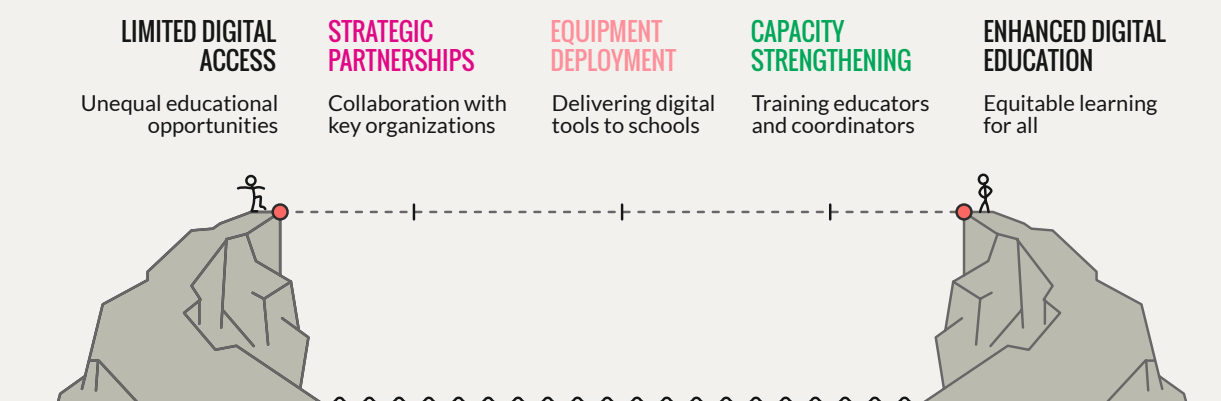 LIMITED DIGITAL
ACCESS
Unequal educational
opportunities
STRATEGIC
PARTNERSHIPS
Collaboration with
key organizations
EQUIPMENT
DEPLOYMENT
Delivering digital
tools to schools
CAPACITY
STRENGTHENING
Training educators
and coordinators
ENHANCED DIGITAL
EDUCATION
Equitable learning
for all